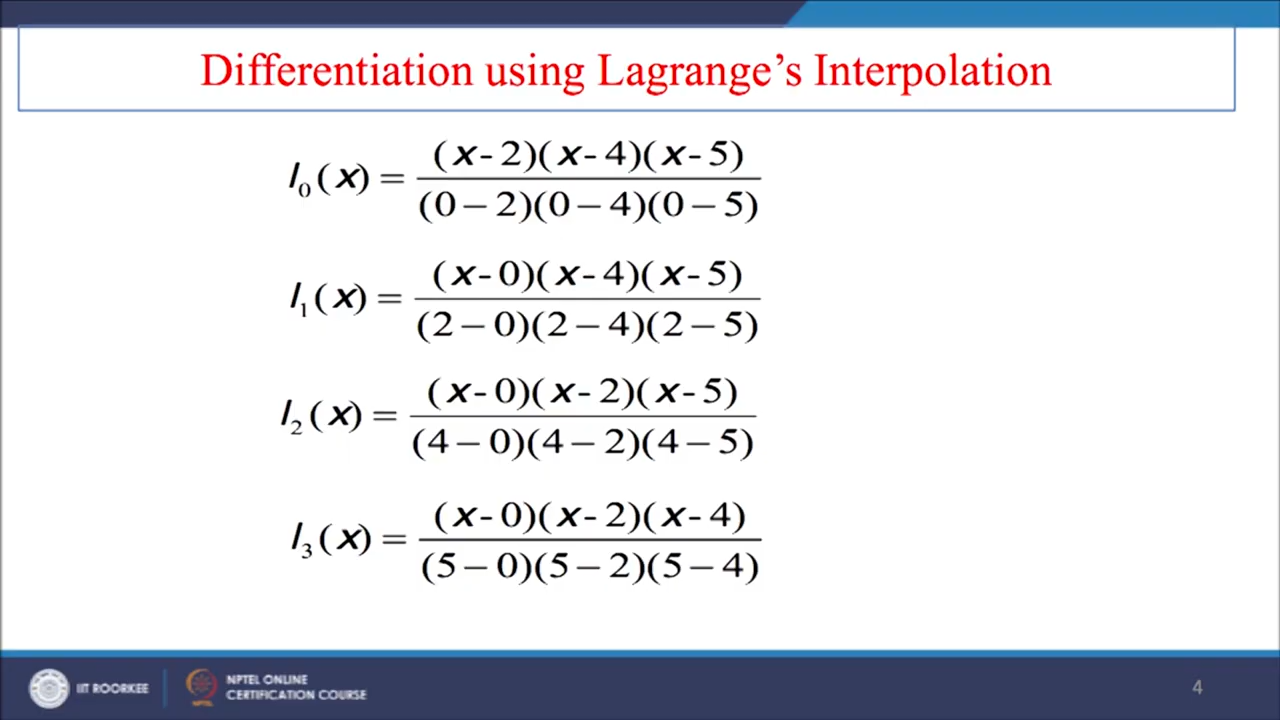 Differentiation using Lagrange's Interpolation
l₀(x) = (x-2)(x-4)(x-5) / (0−2)(0−4)(0−5)
l₁(x) = (x-0)(x-4)(x-5) / (2−0)(2−4)(2−5)
l₂(x) = (x-0)(x-2)(x-5) / (4−0)(4−2)(4−5)
l₃(x) = (x-0)(x-2)(x-4) / (5−0)(5−2)(5−4)
IIT ROORKEE
NPTEL ONLINE
CERTIFICATION COURSE
4